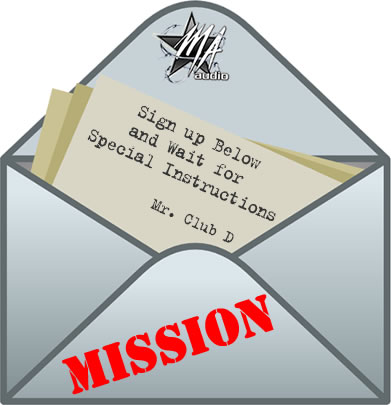 MA
audio
Sign up Below
and Wait for
Special Instructions
Mr. Club D
MISSION